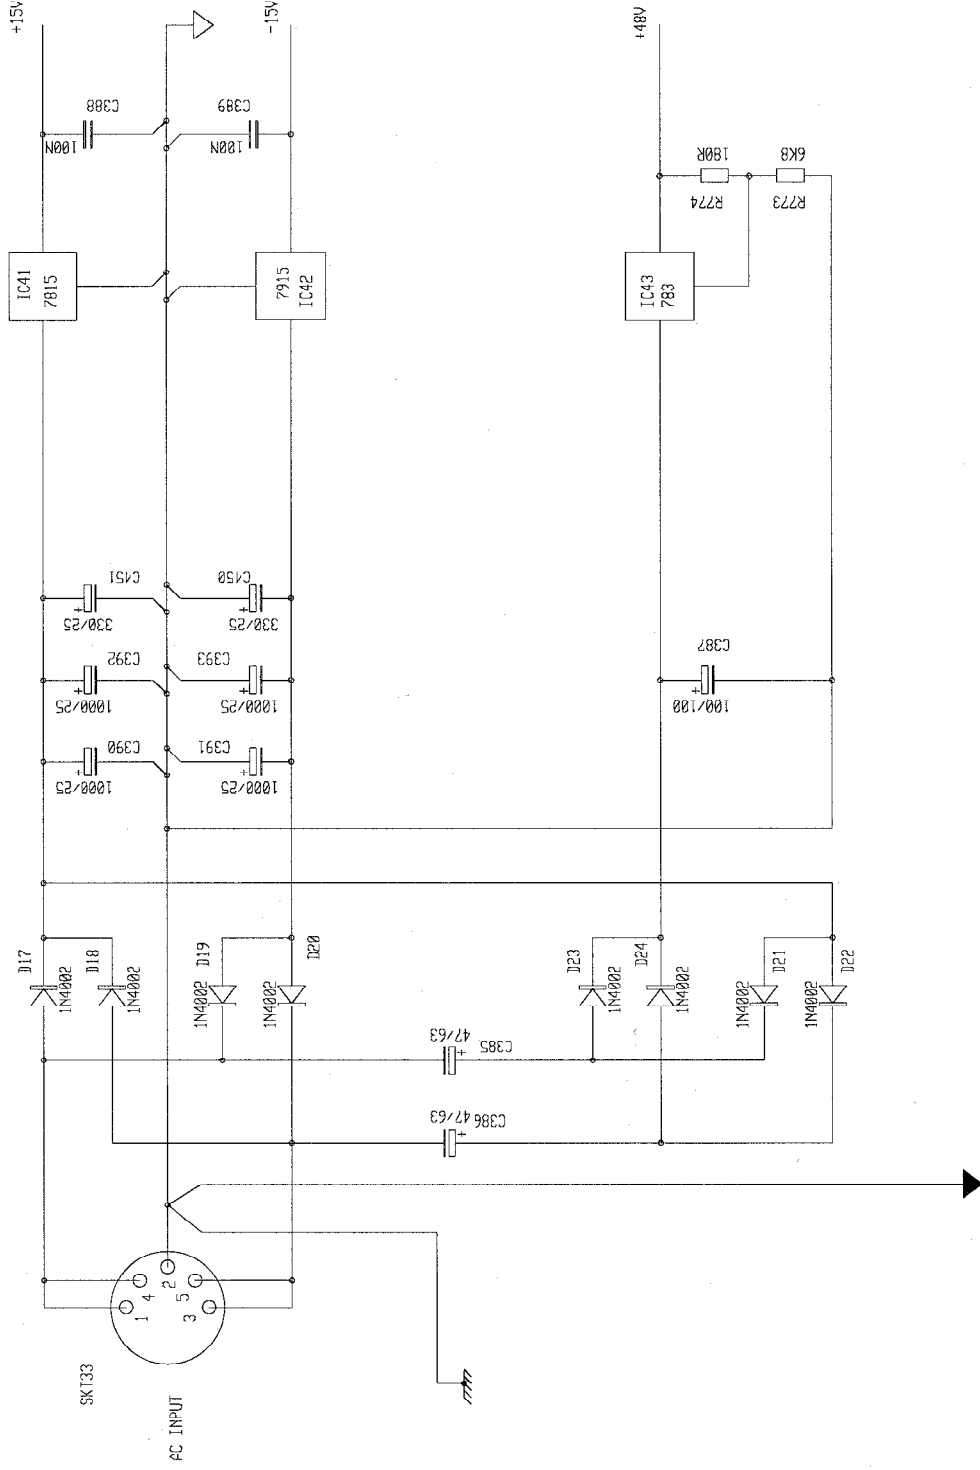 +15V
-15V
+48V
C388
100N
C389
100N
180R
R774
6K8
R773
IC41
7815
7915
IC42
IC43
783
C451
330/25
C450
330/25
C392
1000/25
C393
1000/25
C387
100/100
C390
1000/25
C391
1000/25
D17
1N4002
D18
1N4002
D19
1N4002
D20
1N4002
D23
1N4002
D24
1N4002
D21
1N4002
D22
1N4002
47/63
C385
47/63
C386
1
4
2
5
3
SKT33
AC INPUT